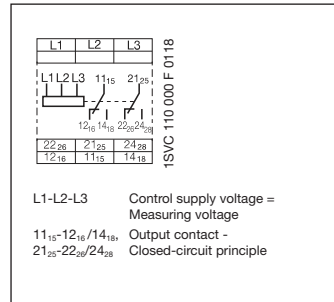 L1 L2 L3
L1 L2 L3 11₁₅ 21₂₅
12₁₆ 14₁₈ 22₂₆ 24₂₈
22₂₆ 21₂₅ 24₂₈
12₁₆ 11₁₅ 14₁₈
1SVC 110 000 F 0118
L1-L2-L3 Control supply voltage =
Measuring voltage
11₁₅-12₁₆/14₁₈, Output contact -
21₂₅-22₂₆/24₂₈ Closed-circuit principle